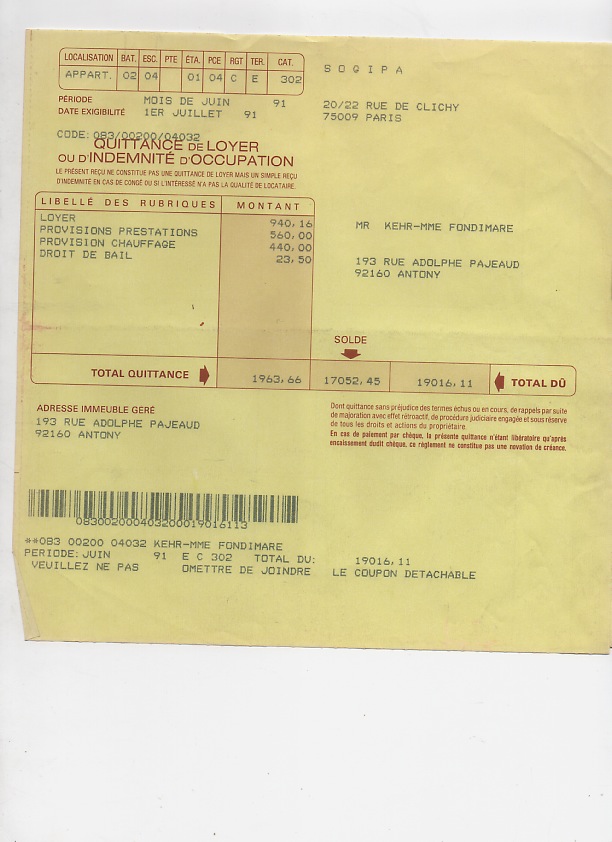 LOCALISATION BAT. ESC. PTE ÉTA. PCE RGT TER. CAT.
APPART. 02 04 01 04 C E 302
SOGIPA
PÉRIODE MOIS DE JUIN 91
DATE EXIGIBILITÉ 1ER JUILLET 91
20/22 RUE DE CLICHY
75009 PARIS
CODE: 083/00200/04032
QUITTANCE DE LOYER
OU D'INDEMNITÉ D'OCCUPATION
LE PRÉSENT REÇU NE CONSTITUE PAS UNE QUITTANCE DE LOYER MAIS UN SIMPLE REÇU
D'INDEMNITÉ EN CAS DE CONGÉ OU SI L'INTÉRESSÉ N'A PAS LA QUALITÉ DE LOCATAIRE.
LIBELLÉ DES RUBRIQUES MONTANT
LOYER 940,16
PROVISIONS PRESTATIONS 560,00
PROVISION CHAUFFAGE 440,00
DROIT DE BAIL 23,50
MR KEHR-MME FONDIMARE
193 RUE ADOLPHE PAJEAUD
92160 ANTONY
SOLDE
TOTAL QUITTANCE 1963,66 17052,45 19016,11 TOTAL DÛ
ADRESSE IMMEUBLE GERÉ
193 RUE ADOLPHE PAJEAUD
92160 ANTONY
Dont quittance sans préjudice des termes échus ou en cours, de rappels par suite
de majoration avec effet rétroactif, de procédure judiciaire engagée et sous réserve
de tous les droits et actions du propriétaire.
En cas de paiement par chèque, la présente quittance n'étant libératoire qu'après
encaissement dudit chèque, ce règlement ne constitue pas une novation de créance.
083002000403200019016113
**083 00200 04032 KEHR-MME FONDIMARE
PERIODE: JUIN 91 E C 302 TOTAL DU: 19016,11
VEUILLEZ NE PAS OMETTRE DE JOINDRE LE COUPON DETACHABLE